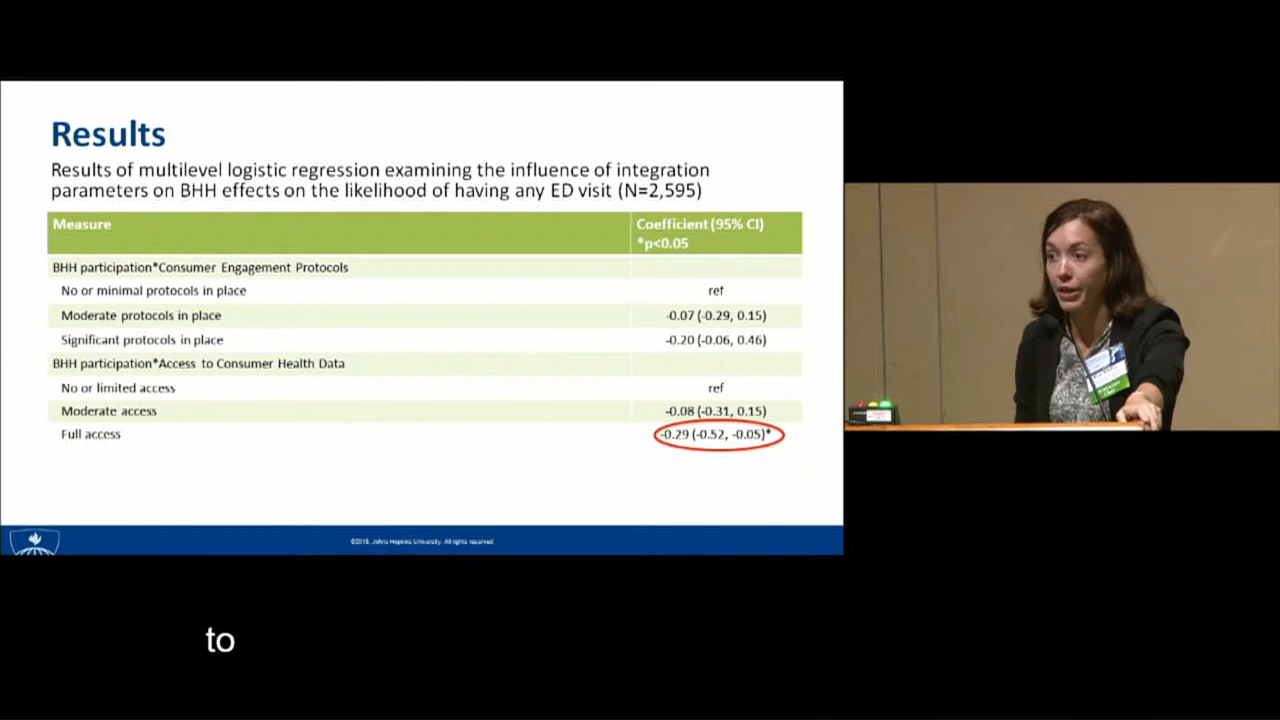 Results
Results of multilevel logistic regression examining the influence of integration
parameters on BHH effects on the likelihood of having any ED visit (N=2,595)
Measure
Coefficient (95% CI)
*p<0.05
BHH participation*Consumer Engagement Protocols
No or minimal protocols in place
ref
Moderate protocols in place
-0.07 (-0.29, 0.15)
Significant protocols in place
-0.20 (-0.06, 0.46)
BHH participation*Access to Consumer Health Data
No or limited access
ref
Moderate access
-0.08 (-0.31, 0.15)
Full access
-0.29 (-0.52, -0.05)*
Johns Hopkins University. All rights reserved.
to